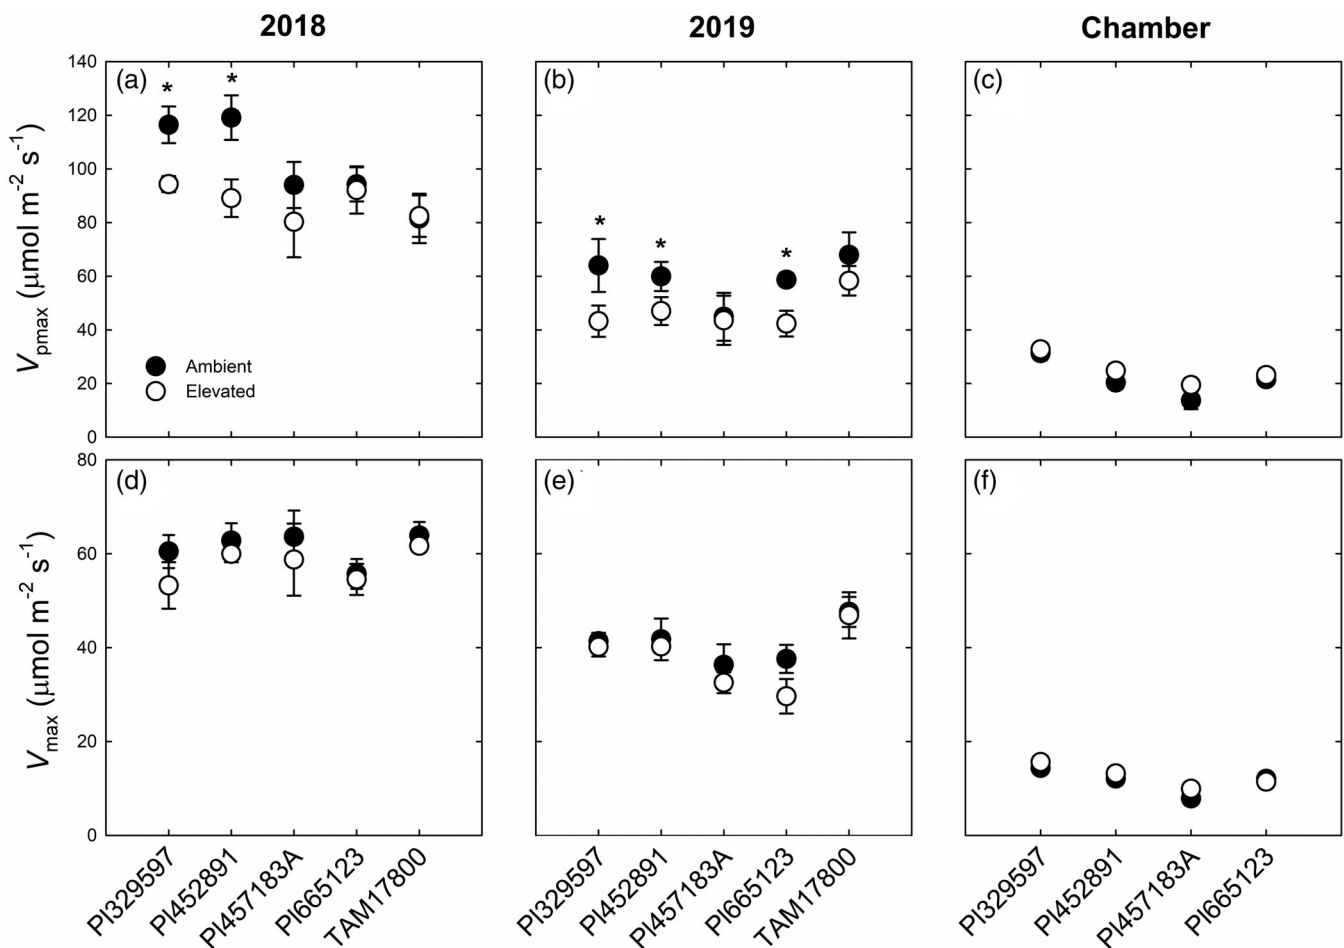 2018 2019 Chamber
(a) (b) (c)
V pmax (μmol m-2 s-1)
140
120
100
80
60
40
20
0
* *
* * *
Ambient
Elevated
(d) (e) (f)
V max (μmol m-2 s-1)
80
60
40
20
0
PI329597 PI452891 PI457183A PI665123 TAM17800
PI329597 PI452891 PI457183A PI665123 TAM17800
PI329597 PI452891 PI457183A PI665123